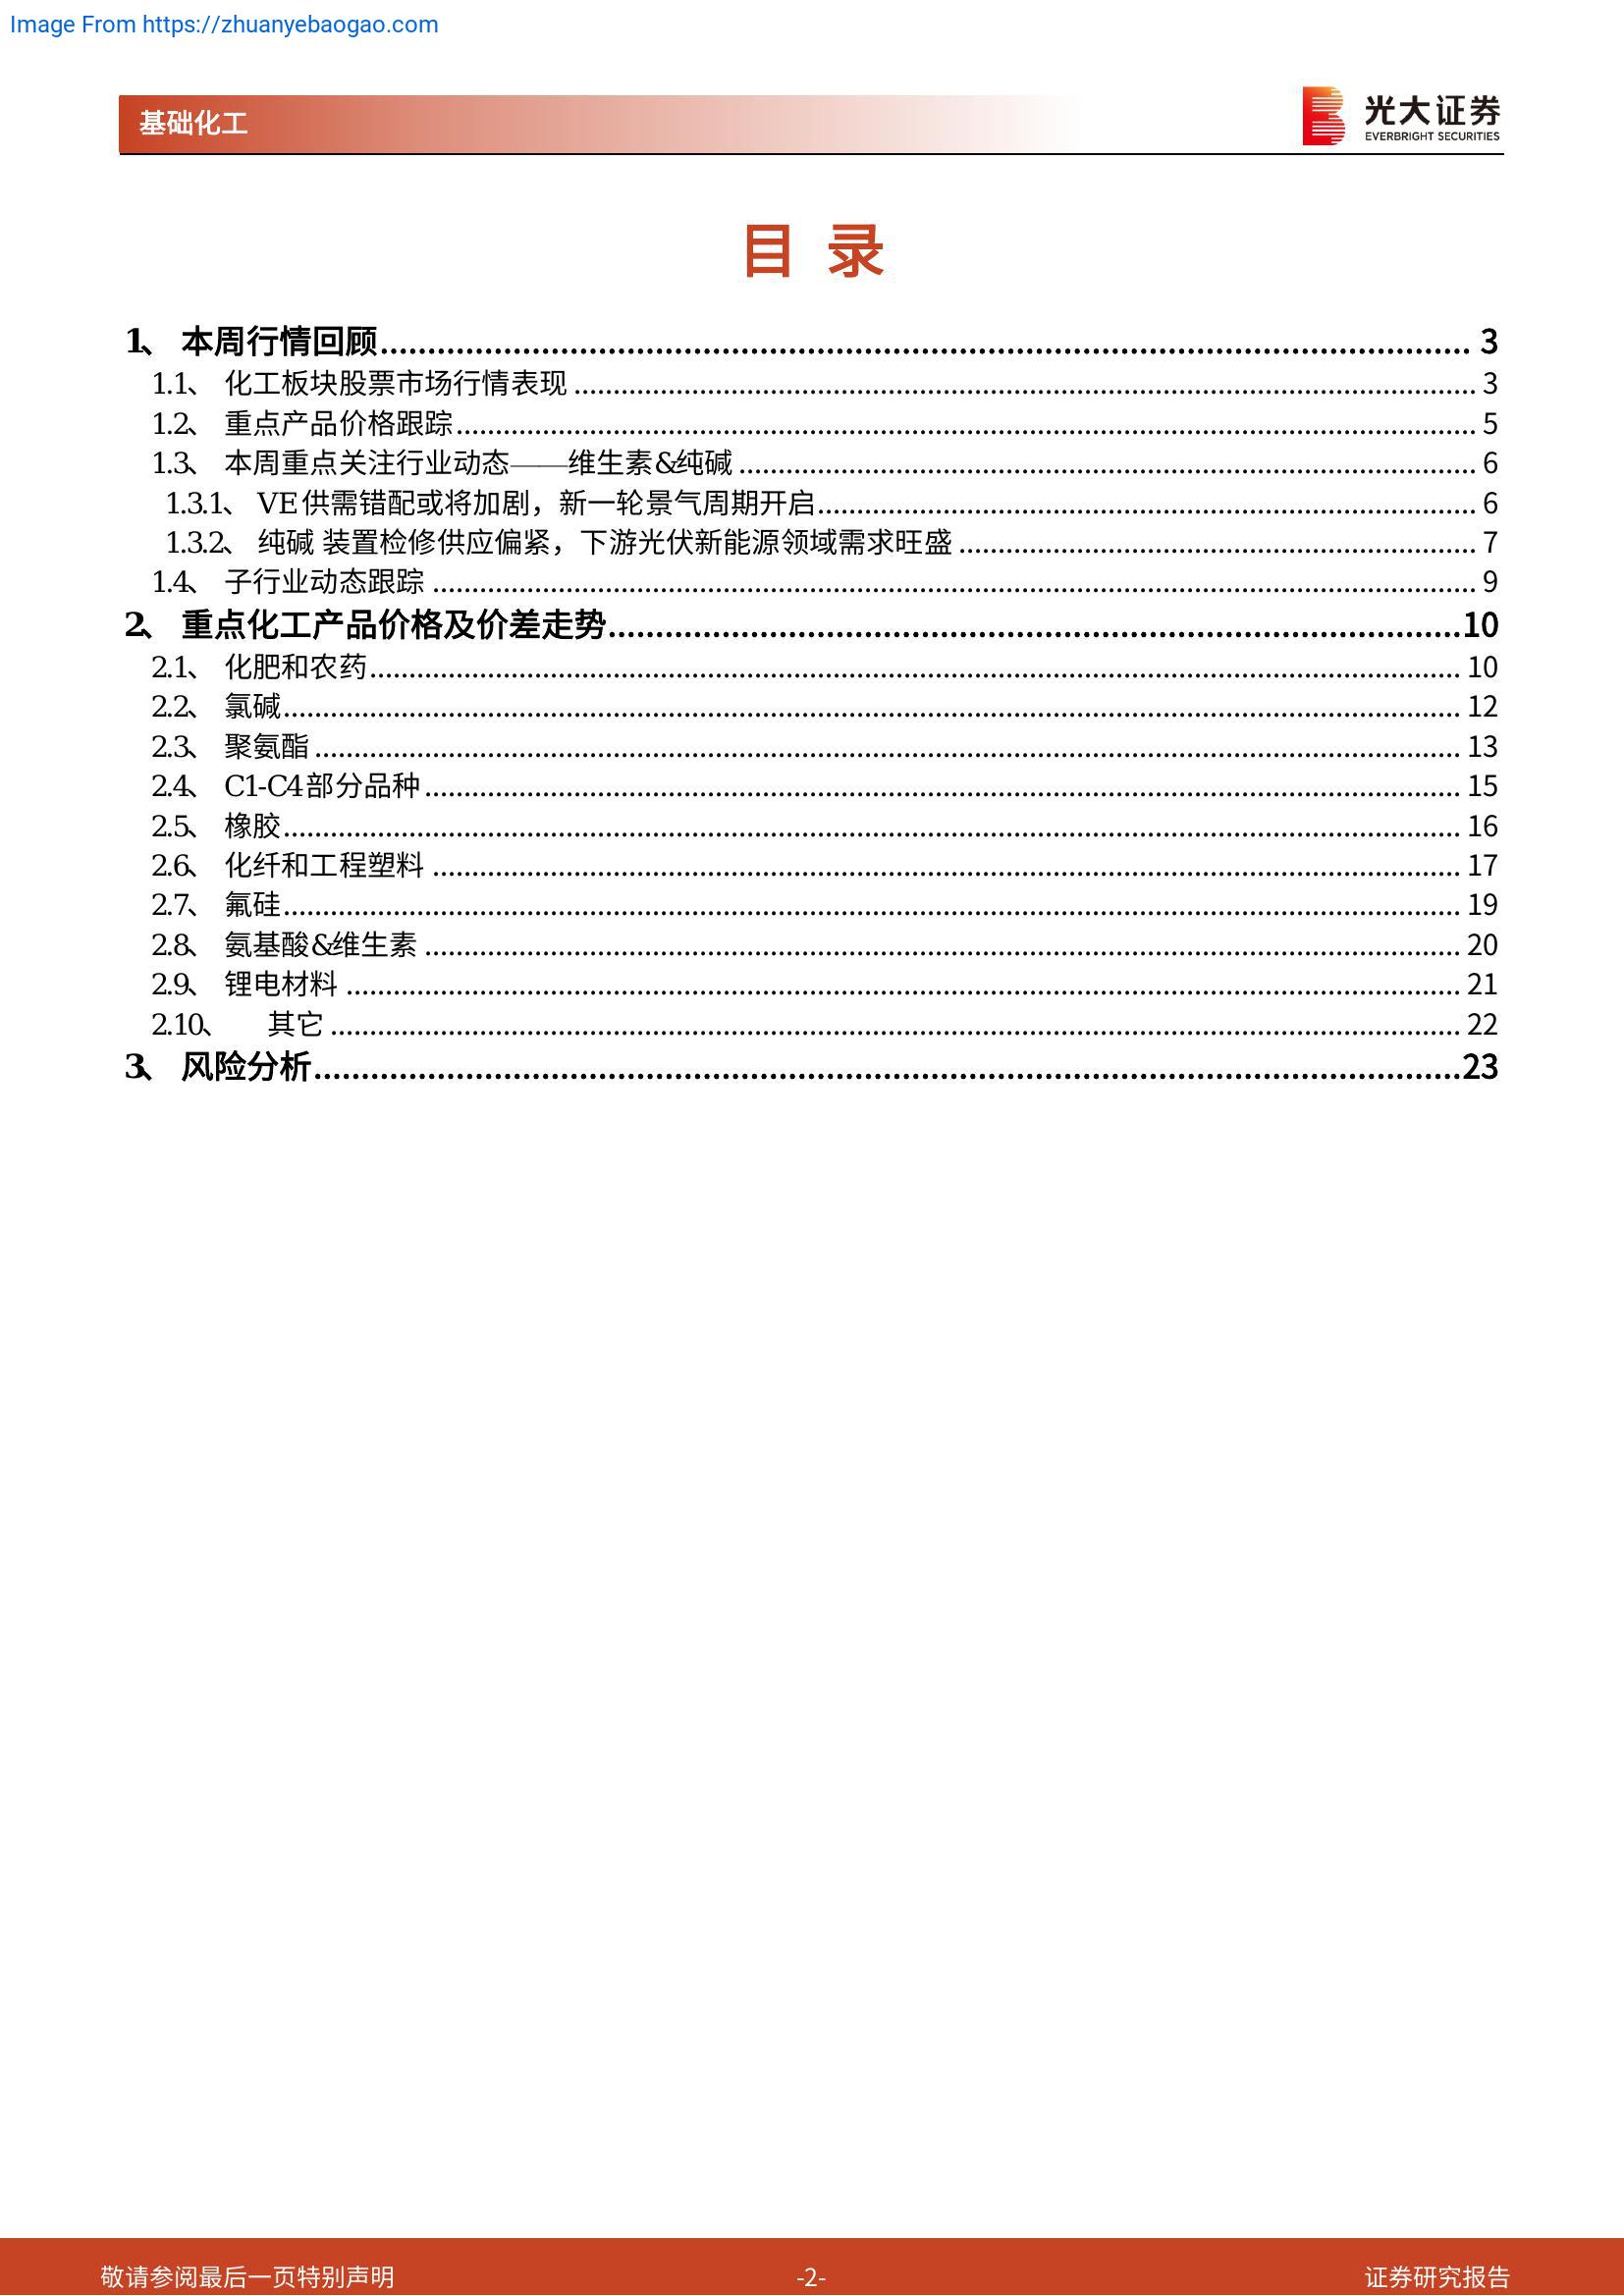 Image From https://zhuanyebaogao.com
基础化工
光大证券
EVERBRIGHT SECURITIES
目 录
1、 本周行情回顾 3
1.1、 化工板块股票市场行情表现 3
1.2、 重点产品价格跟踪 5
1.3、 本周重点关注行业动态——维生素&纯碱 6
1.3.1、 VE供需错配或将加剧，新一轮景气周期开启 6
1.3.2、 纯碱 装置检修供应偏紧，下游光伏新能源领域需求旺盛 7
1.4、 子行业动态跟踪 9
2、 重点化工产品价格及价差走势 10
2.1、 化肥和农药 10
2.2、 氯碱 12
2.3、 聚氨酯 13
2.4、 C1-C4部分品种 15
2.5、 橡胶 16
2.6、 化纤和工程塑料 17
2.7、 氟硅 19
2.8、 氨基酸&维生素 20
2.9、 锂电材料 21
2.10、 其它 22
3、 风险分析 23
敬请参阅最后一页特别声明 -2- 证券研究报告